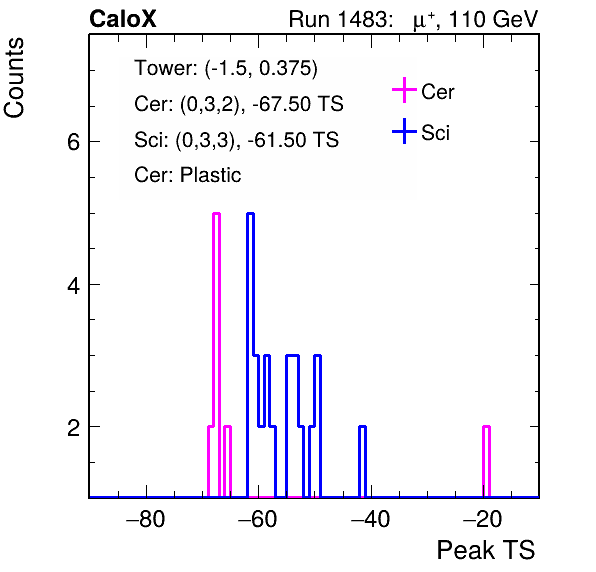 CaloX Run 1483: μ⁺, 110 GeV
Counts
Tower: (-1.5, 0.375)
Cer: (0,3,2), -67.50 TS
Sci: (0,3,3), -61.50 TS
Cer: Plastic
Cer
Sci
6
4
2
−80 −60 −40 −20
Peak TS